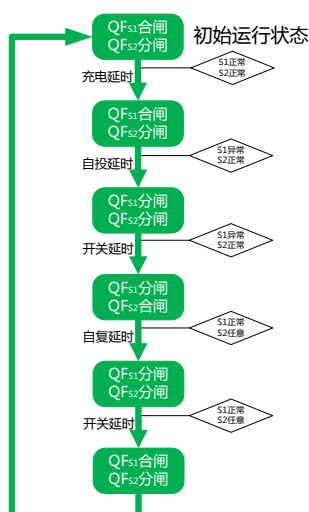 QFS1合闸
QFS2分闸
初始运行状态
充电延时
S1正常
S2正常
QFS1合闸
QFS2分闸
自投延时
S1异常
S2正常
QFS1分闸
QFS2分闸
开关延时
S1异常
S2正常
QFS1分闸
QFS2合闸
自复延时
S1正常
S2任意
QFS1分闸
QFS2分闸
开关延时
S1正常
S2任意
QFS1合闸
QFS2分闸